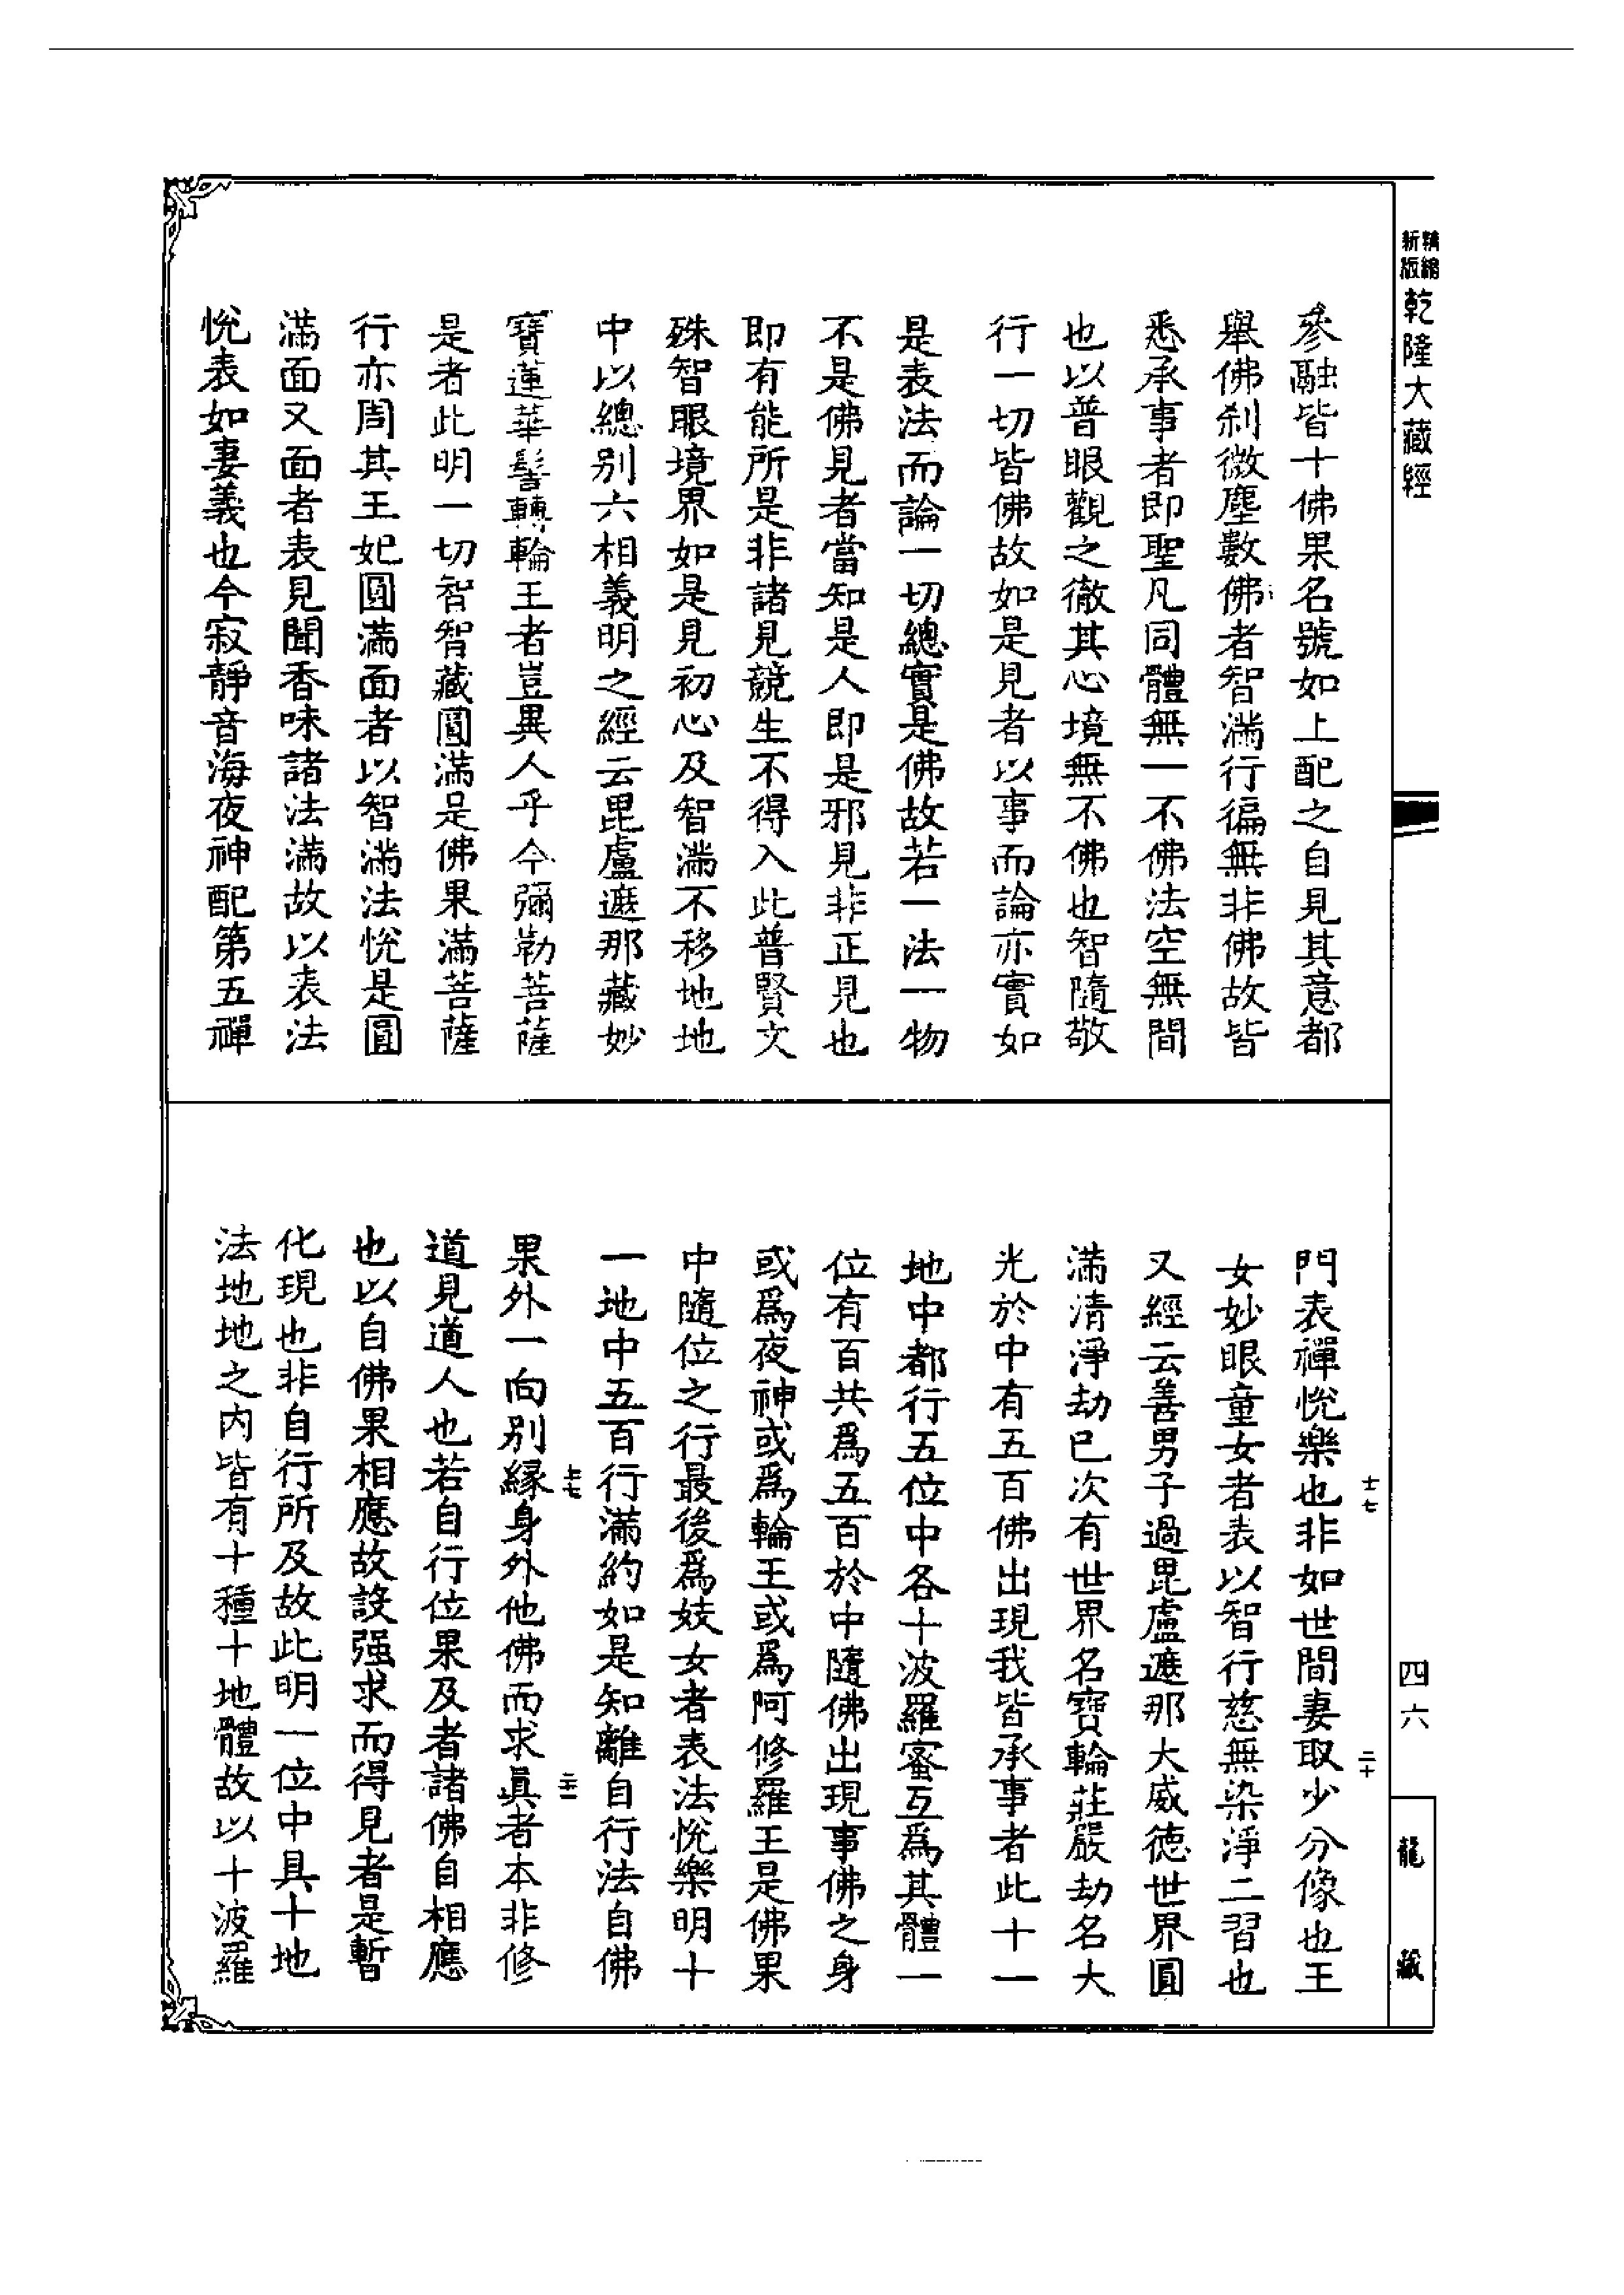 精縮
新版
乾隆大藏經
四六
龍藏
參融皆十佛果名號如上配之自見其意都
舉佛刹微塵數佛者智滿行徧無非佛故皆
悉承事者即聖凡同體無一不佛法空無間
也以普眼觀之徹其心境無不佛也智隨敬
行一切皆佛故如是見者以事而論亦實如
是表法而論一切總實是佛故若一法一物
不是佛見者當知是人即是邪見非正見也
即有能所是非諸見競生不得入此普賢文
殊智眼境界如是見初心及智滿不移地地
中以總別六相義明之經云毘盧遮那藏妙
寶蓮華髻轉輪王者豈異人乎今彌勒菩薩
是者此明一切智智藏圓滿是佛果滿菩薩
行亦周其王妃圓滿面者以智滿法悅是圓
滿面又面者表見聞香味諸法滿故以表法
悅表如妻義也今寂靜音海夜神配第五禪
門表禪悅樂也非如世間妻取少分像也王
女妙眼童女者表以智行慈無染淨二習也
又經云善男子過毘盧遮那大威德世界圓
滿清淨劫已次有世界名寶輪莊嚴劫名大
光於中有五百佛出現我皆承事者此十一
地中都行五位中各十波羅蜜互爲其體一
位有百共爲五百於中隨佛出現事佛之身
或爲夜神或爲輪王或爲阿修羅王是佛果
中隨位之行最後爲妓女者表法悅樂明十
一地中五百行滿約如是知離自行法自佛
果外一向別緣身外他佛而求眞者本非修
道見道人也若自行位果及者諸佛自相應
也以自佛果相應故設强求而得見者是暫
化現也非自行所及故此明一位中具十地
法地地之内皆有十種十地體故以十波羅